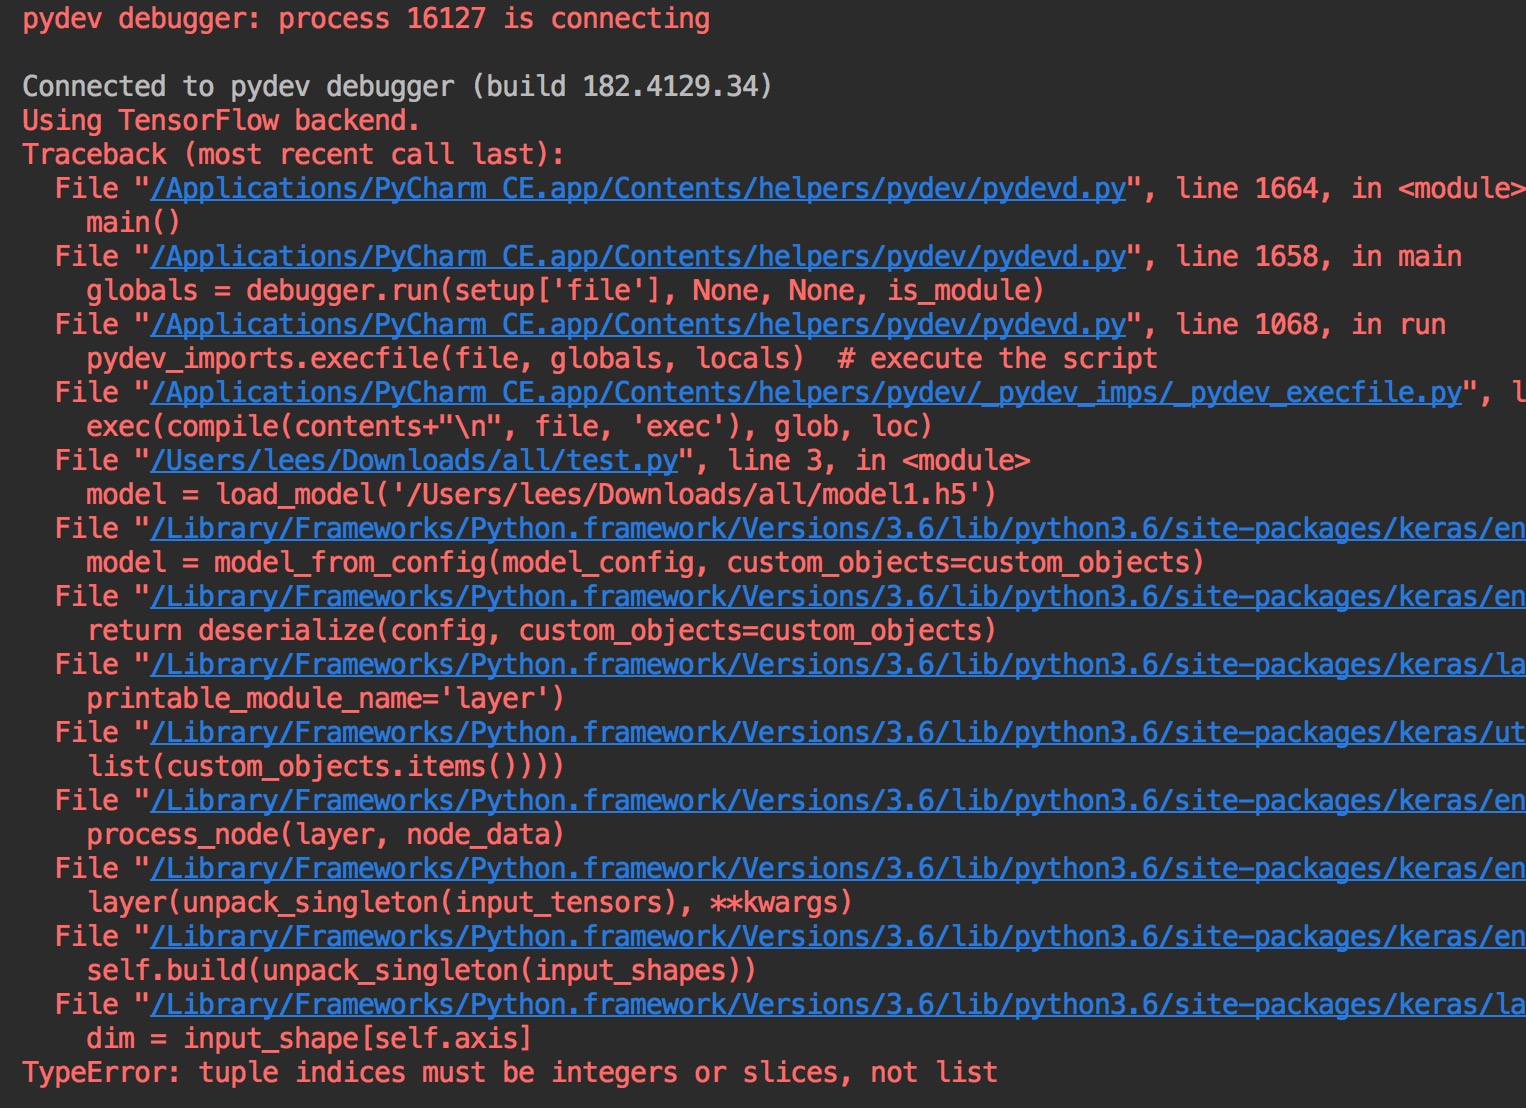 pydev debugger: process 16127 is connecting
Connected to pydev debugger (build 182.4129.34)
Using TensorFlow backend.
Traceback (most recent call last):
  File "/Applications/PyCharm CE.app/Contents/helpers/pydev/pydevd.py", line 1664, in <module>
    main()
  File "/Applications/PyCharm CE.app/Contents/helpers/pydev/pydevd.py", line 1658, in main
    globals = debugger.run(setup['file'], None, None, is_module)
  File "/Applications/PyCharm CE.app/Contents/helpers/pydev/pydevd.py", line 1068, in run
    pydev_imports.execfile(file, globals, locals)  # execute the script
  File "/Applications/PyCharm CE.app/Contents/helpers/pydev/_pydev_imps/_pydev_execfile.py", l
    exec(compile(contents+"\n", file, 'exec'), glob, loc)
  File "/Users/lees/Downloads/all/test.py", line 3, in <module>
    model = load_model('/Users/lees/Downloads/all/model1.h5')
  File "/Library/Frameworks/Python.framework/Versions/3.6/lib/python3.6/site-packages/keras/en
    model = model_from_config(model_config, custom_objects=custom_objects)
  File "/Library/Frameworks/Python.framework/Versions/3.6/lib/python3.6/site-packages/keras/en
    return deserialize(config, custom_objects=custom_objects)
  File "/Library/Frameworks/Python.framework/Versions/3.6/lib/python3.6/site-packages/keras/la
    printable_module_name='layer')
  File "/Library/Frameworks/Python.framework/Versions/3.6/lib/python3.6/site-packages/keras/ut
    list(custom_objects.items())))
  File "/Library/Frameworks/Python.framework/Versions/3.6/lib/python3.6/site-packages/keras/en
    process_node(layer, node_data)
  File "/Library/Frameworks/Python.framework/Versions/3.6/lib/python3.6/site-packages/keras/en
    layer(unpack_singleton(input_tensors), **kwargs)
  File "/Library/Frameworks/Python.framework/Versions/3.6/lib/python3.6/site-packages/keras/en
    self.build(unpack_singleton(input_shapes))
  File "/Library/Frameworks/Python.framework/Versions/3.6/lib/python3.6/site-packages/keras/la
    dim = input_shape[self.axis]
TypeError: tuple indices must be integers or slices, not list